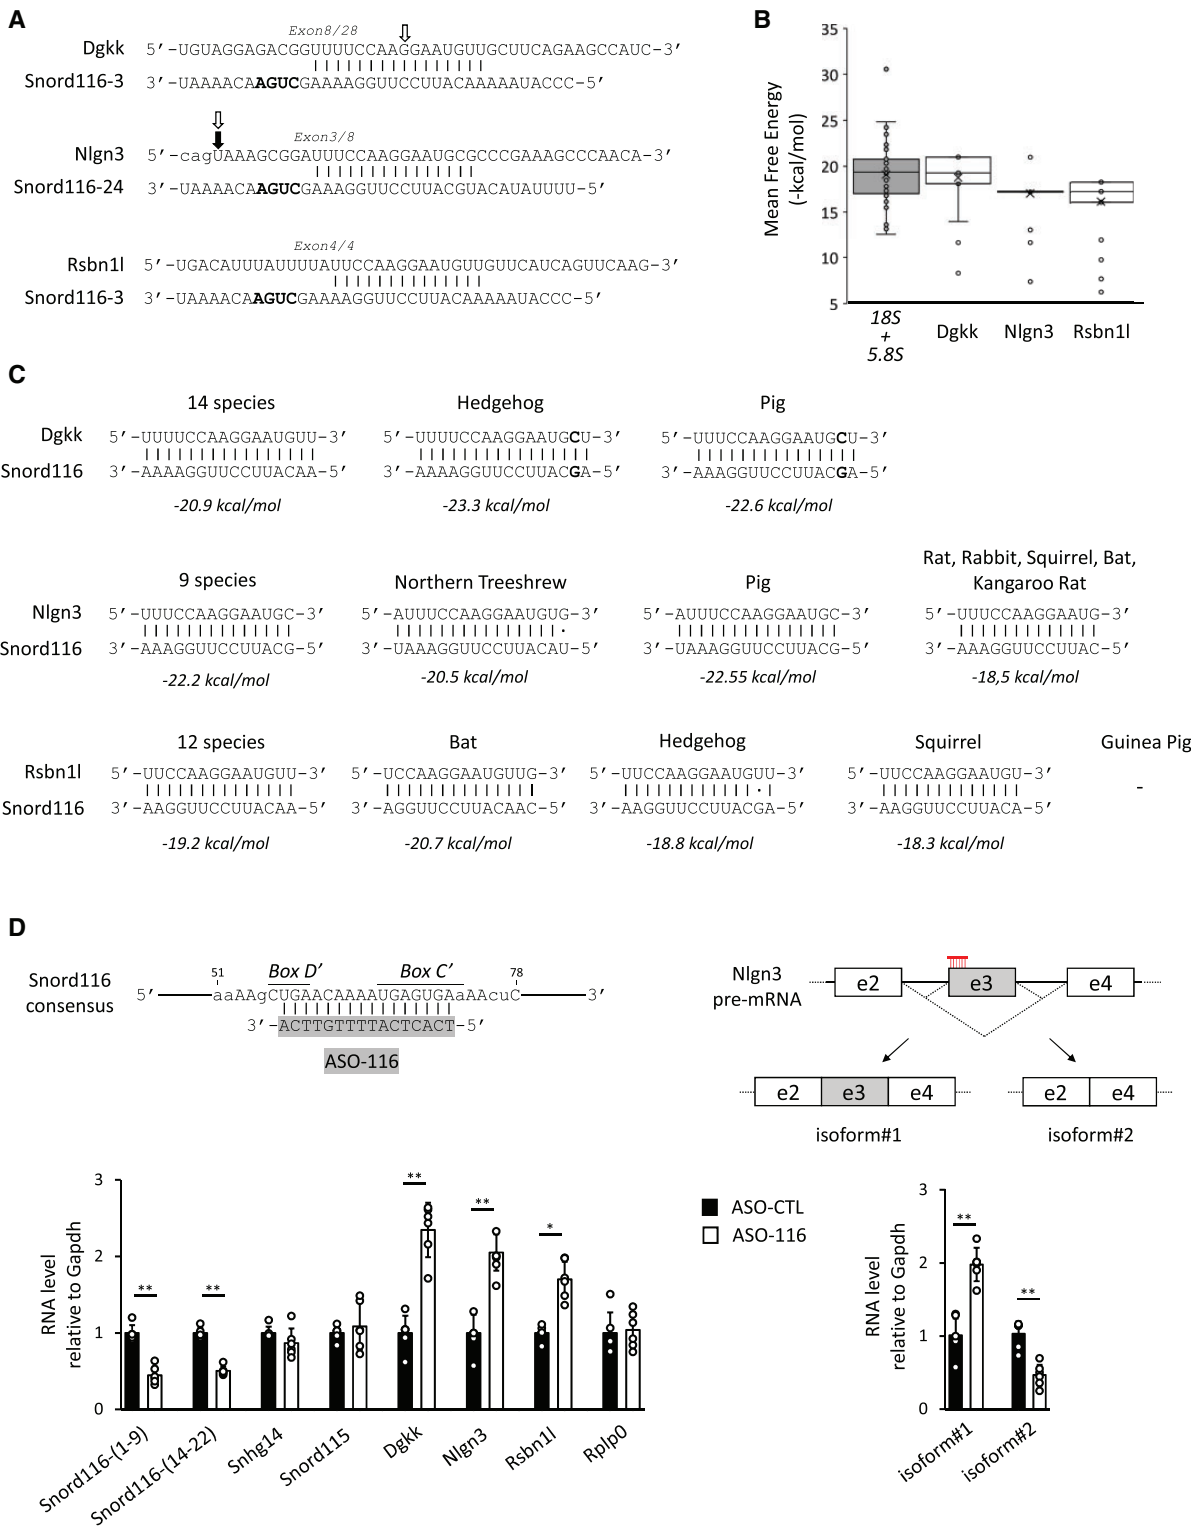 A
Exon8/28
Dgkk 5’-UGUAGGAGACGGUUUUCCAAGGAAUGUUGCUUCAGAAGCCAUC-3’
Snord116-3 3’-UAAAACAAGUCGAAAAGGUUCCUUACAAAAAUACCC-5’
Exon3/8
Nlgn3 5’-cagUAAAGCGGAUUUCCAAGGAAUGCGCCCGAAAGCCCAACA-3’
Snord116-24 3’-UAAAACAAGUCGAAAGGUUCCUUACGUACAUAUUUU-5’
Exon4/4
Rsbn1l 5’-UGACAUUUAUUUUAUUCCAAGGAAUGUUGUUCAUCAGUUCAAG-3’
Snord116-3 3’-UAAAACAAGUCGAAAAGGUUCCUUACAAAAAUACCC-5’
B
Mean Free Energy
(-kcal/mol)
35
30
25
20
15
10
5
18S
+
5.8S
Dgkk Nlgn3 Rsbn1l
C
14 species Hedgehog Pig
Dgkk 5’-UUUUCCAAGGAAUGUU-3’ 5’-UUUUCCAAGGAAUGCU-3’ 5’-UUUCCAAGGAAUGCU-3’
Snord116 3’-AAAAGGUUCCUUACAA-5’ 3’-AAAAGGUUCCUUACGA-5’ 3’-AAAGGUUCCUUACGA-5’
-20.9 kcal/mol -23.3 kcal/mol -22.6 kcal/mol
9 species Northern Treeshrew Pig Rat, Rabbit, Squirrel, Bat,
Kangaroo Rat
Nlgn3 5’-UUUCCAAGGAAUGC-3’ 5’-AUUUCCAAGGAAUGUG-3’ 5’-AUUUCCAAGGAAUGC-3’ 5’-UUUCCAAGGAAUG-3’
Snord116 3’-AAAGGUUCCUUACG-5’ 3’-UAAAGGUUCCUUACAU-5’ 3’-UAAAGGUUCCUUACG-5’ 3’-AAAGGUUCCUUAC-5’
-22.2 kcal/mol -20.5 kcal/mol -22.55 kcal/mol -18,5 kcal/mol
12 species Bat Hedgehog Squirrel Guinea Pig
Rsbn1l 5’-UUCCAAGGAAUGUU-3’ 5’-UCCAAGGAAUGUUG-3’ 5’-UUCCAAGGAAUGUU-3’ 5’-UUCCAAGGAAUGU-3’ -
Snord116 3’-AAGGUUCCUUACAA-5’ 3’-AGGUUCCUUACAAC-5’ 3’-AAGGUUCCUUACGA-5’ 3’-AAGGUUCCUUACA-5’
-19.2 kcal/mol -20.7 kcal/mol -18.8 kcal/mol -18.3 kcal/mol
D
51 Box D’ Box C’ 78
Snord116
consensus
5’ aaAAgCUGAACAAAAUGAGUGAaAAcuC 3’
3’-ACTTGTTTTACTCACT-5’
ASO-116
Nlgn3
pre-mRNA
e2 e3 e4
e2 e3 e4 e2 e4
isoform#1 isoform#2
RNA level
relative to Gapdh
3
2
1
0
** ** ** ** *
Snord116-(1-9) Snord116-(14-22) Snhg14 Snord115 Dgkk Nlgn3 Rsbn1l Rplp0
ASO-CTL
ASO-116
RNA level
relative to Gapdh
3
2
1
0
** **
isoform#1 isoform#2